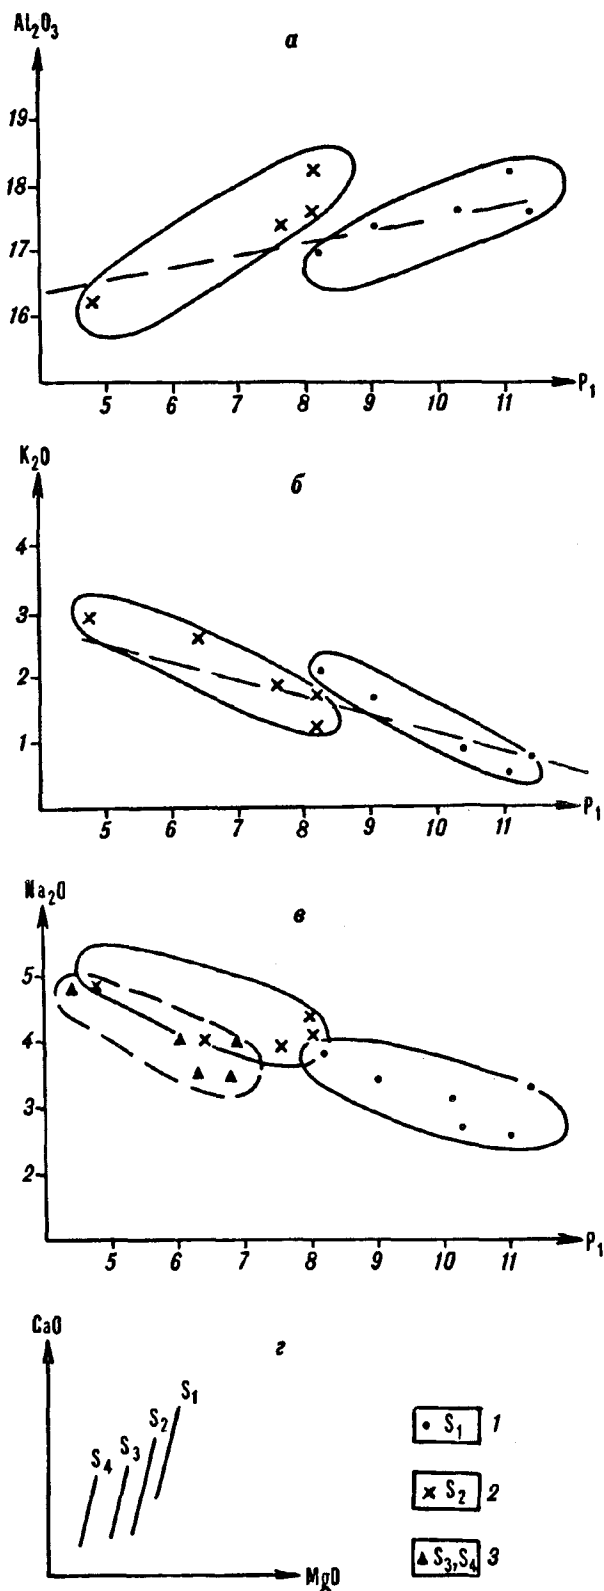 Al₂O₃
а
19
18
17
16
5 6 7 8 9 10 11 P₁
K₂O
б
4
3
2
1
5 6 7 8 9 10 11 P₁
Na₂O
в
5
4
3
2
5 6 7 8 9 10 11 P₁
CaO
г
S₁
S₂
S₃
S₄
MgO
S₁ 1
S₂ 2
S₃,S₄ 3